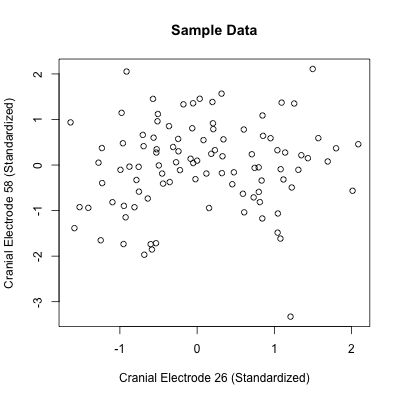 Sample Data
Cranial Electrode 58 (Standardized)
2
1
0
-1
-2
-3
-1 0 1 2
Cranial Electrode 26 (Standardized)